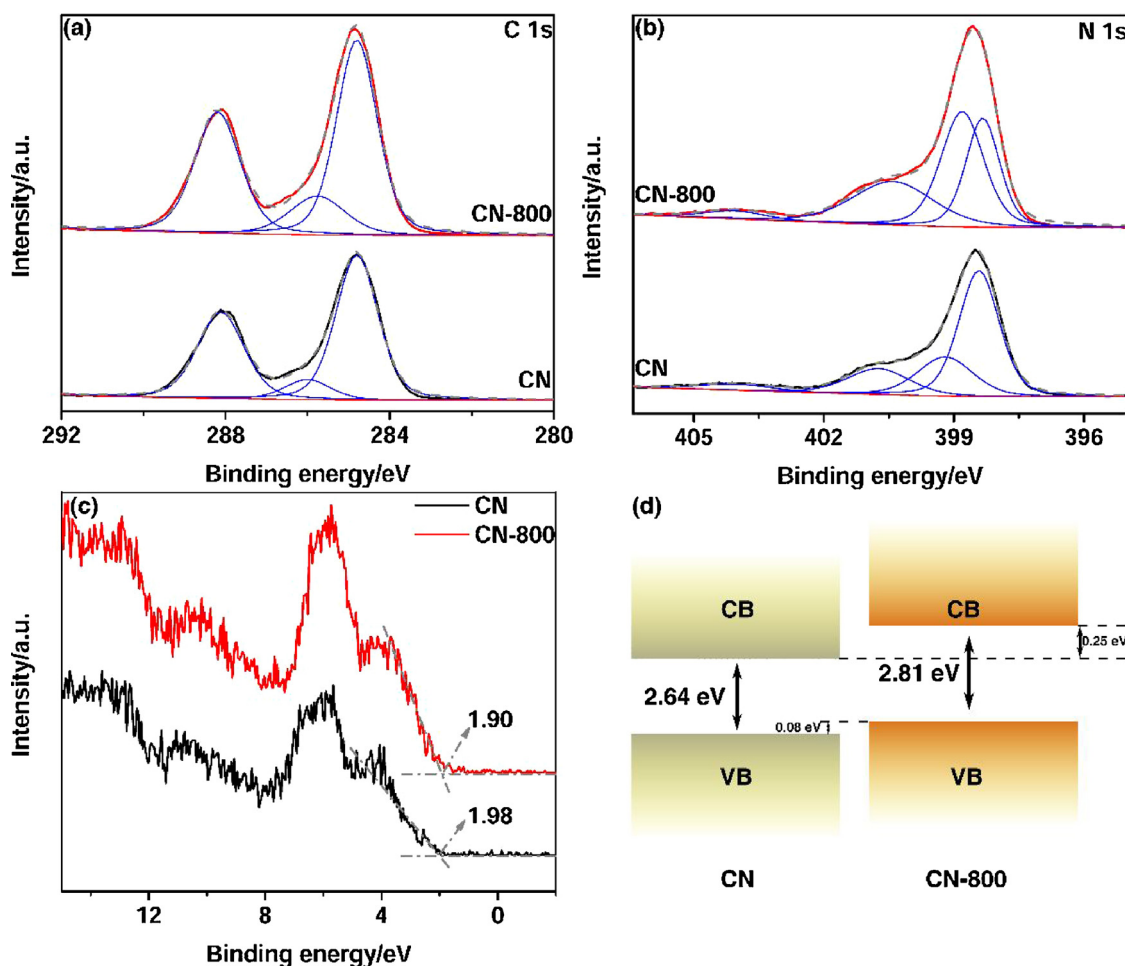 (a)
C 1s
CN-800
CN
Intensity/a.u.
292
288
284
280
Binding energy/eV
(b)
N 1s
CN-800
CN
Intensity/a.u.
405
402
399
396
Binding energy/eV
(c)
CN
CN-800
1.90
1.98
Intensity/a.u.
12
8
4
0
Binding energy/eV
(d)
CB
CB
0.25 eV
2.64 eV
2.81 eV
0.08 eV
VB
VB
CN
CN-800